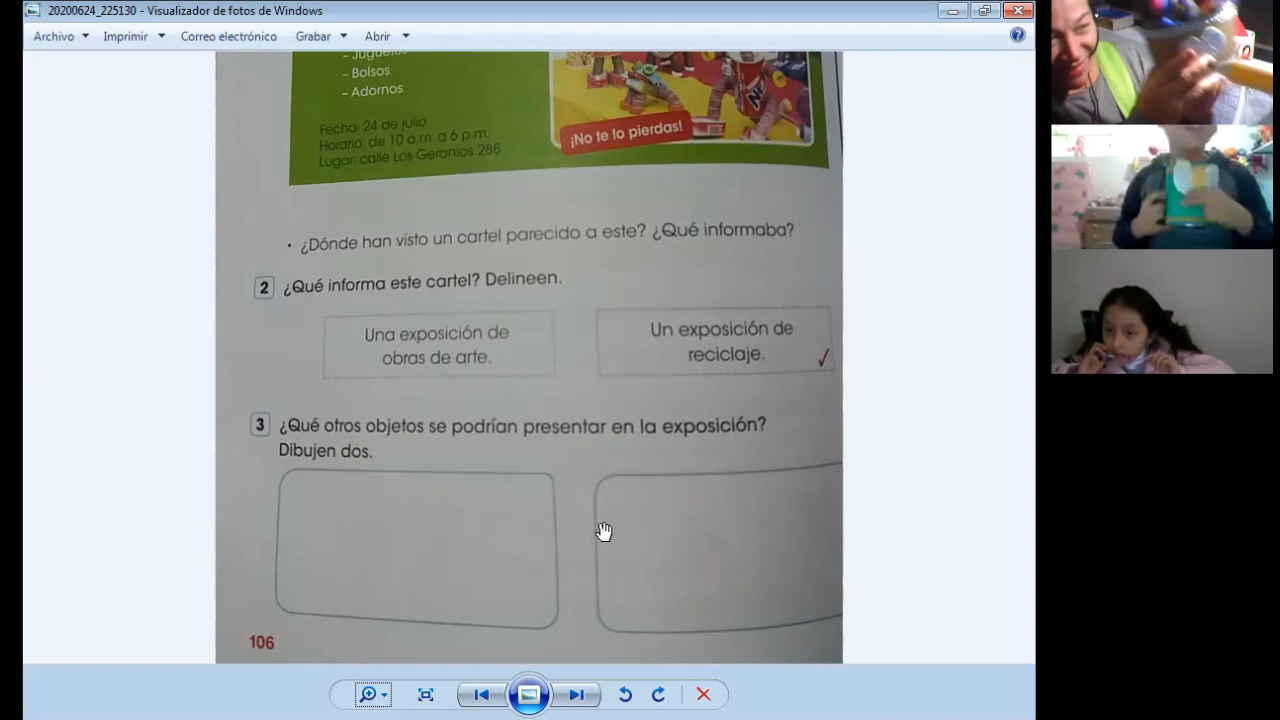 20200624_225130 - Visualizador de fotos de Windows
Archivo Imprimir Correo electrónico Grabar Abrir
- Juguetes
- Bolsos
- Adornos
Fecha: 24 de julio
Horario: de 10 a.m. a 6 p.m.
Lugar: calle Los Geranios 288
¡No te lo pierdas!
• ¿Dónde han visto un cartel parecido a este? ¿Qué informaba?
2 ¿Qué informa este cartel? Delineen.
Una exposición de
obras de arte.
Un exposición de
reciclaje.
3 ¿Qué otros objetos se podrían presentar en la exposición?
Dibujen dos.
106